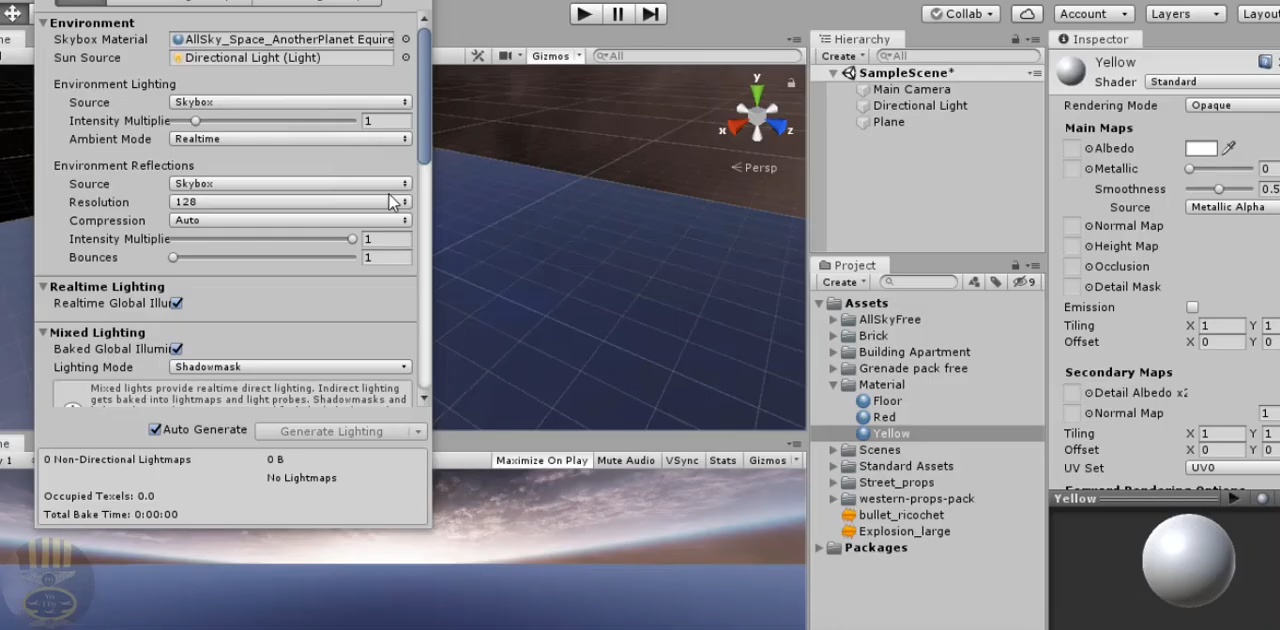 Environment
Skybox Material AllSky_Space_AnotherPlanet Equire
Sun Source Directional Light (Light)
Environment Lighting
Source Skybox
Intensity Multiplie 1
Ambient Mode Realtime
Environment Reflections
Source Skybox
Resolution 128
Compression Auto
Intensity Multiplie 1
Bounces 1
Realtime Lighting
Realtime Global Illu
Mixed Lighting
Baked Global Illumin
Lighting Mode Shadowmask
Mixed lights provide realtime direct lighting. Indirect lighting
gets baked into lightmaps and light probes. Shadowmasks and
Auto Generate Generate Lighting
0 Non-Directional Lightmaps 0 B
No Lightmaps
Occupied Texels: 0.0
Total Bake Time: 0:00:00
Gizmos All
y
x z
Persp
Maximize On Play Mute Audio VSync Stats Gizmos
Collab Account Layers Layou
Hierarchy
Create All
SampleScene*
Main Camera
Directional Light
Plane
Project
Create 9
Assets
AllSkyFree
Brick
Building Apartment
Grenade pack free
Material
Floor
Red
Yellow
Scenes
Standard Assets
Street_props
western-props-pack
bullet_ricochet
Explosion_large
Packages
Inspector
Yellow
Shader Standard
Rendering Mode Opaque
Main Maps
Albedo
Metallic 0
Smoothness 0.5
Source Metallic Alpha
Normal Map
Height Map
Occlusion
Detail Mask
Emission
Tiling X 1 Y 1
Offset X 0 Y 0
Secondary Maps
Detail Albedo x2
Normal Map 1
Tiling X 1 Y 1
Offset X 0 Y 0
UV Set UV0
Forward Rendering Options
Yellow